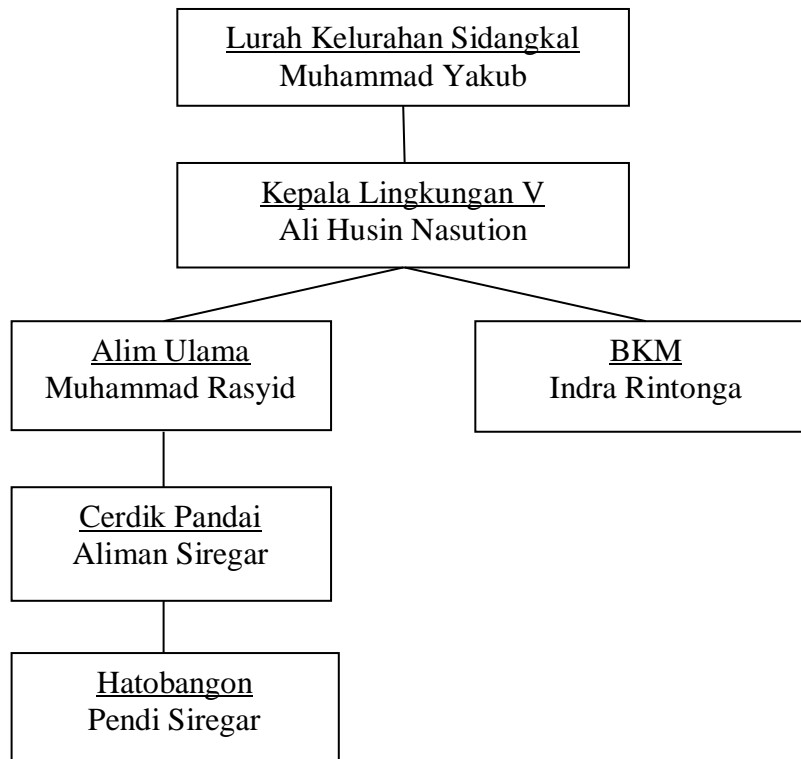 Lurah Kelurahan Sidangkal
Muhammad Yakub
Kepala Lingkungan V
Ali Husin Nasution
Alim Ulama
Muhammad Rasyid
BKM
Indra Rintonga
Cerdik Pandai
Aliman Siregar
Hatobangon
Pendi Siregar